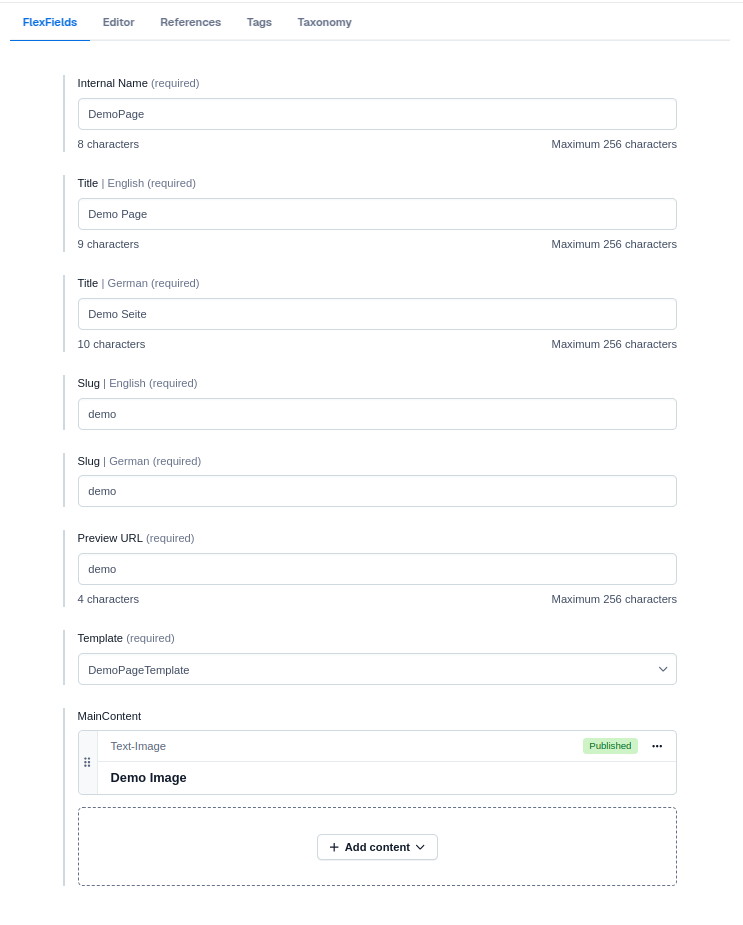 FlexFields Editor References Tags Taxonomy
Internal Name (required)
DemoPage
8 characters Maximum 256 characters
Title | English (required)
Demo Page
9 characters Maximum 256 characters
Title | German (required)
Demo Seite
10 characters Maximum 256 characters
Slug | English (required)
demo
Slug | German (required)
demo
Preview URL (required)
demo
4 characters Maximum 256 characters
Template (required)
DemoPageTemplate
MainContent
Text-Image Published
Demo Image
Add content